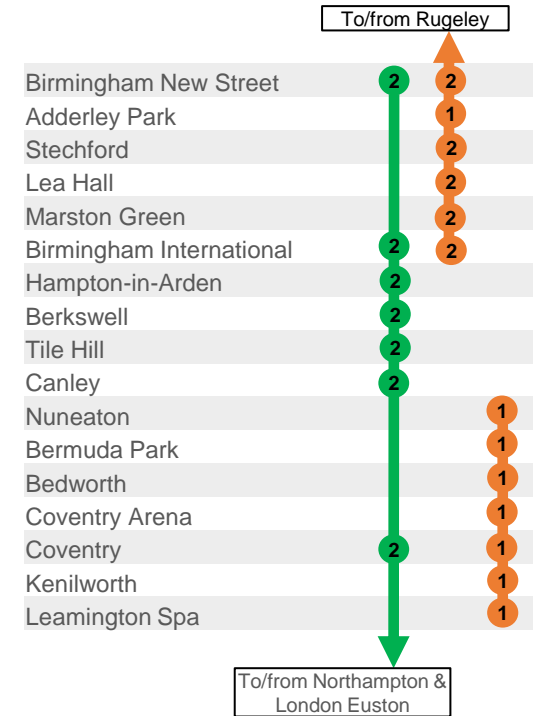 To/from Rugeley
Birmingham New Street 2 2
Adderley Park 1
Stechford 2
Lea Hall 2
Marston Green 2
Birmingham International 2 2
Hampton-in-Arden 2
Berkswell 2
Tile Hill 2
Canley 2
Nuneaton 1
Bermuda Park 1
Bedworth 1
Coventry Arena 1
Coventry 2 1
Kenilworth 1
Leamington Spa 1
To/from Northampton &
London Euston